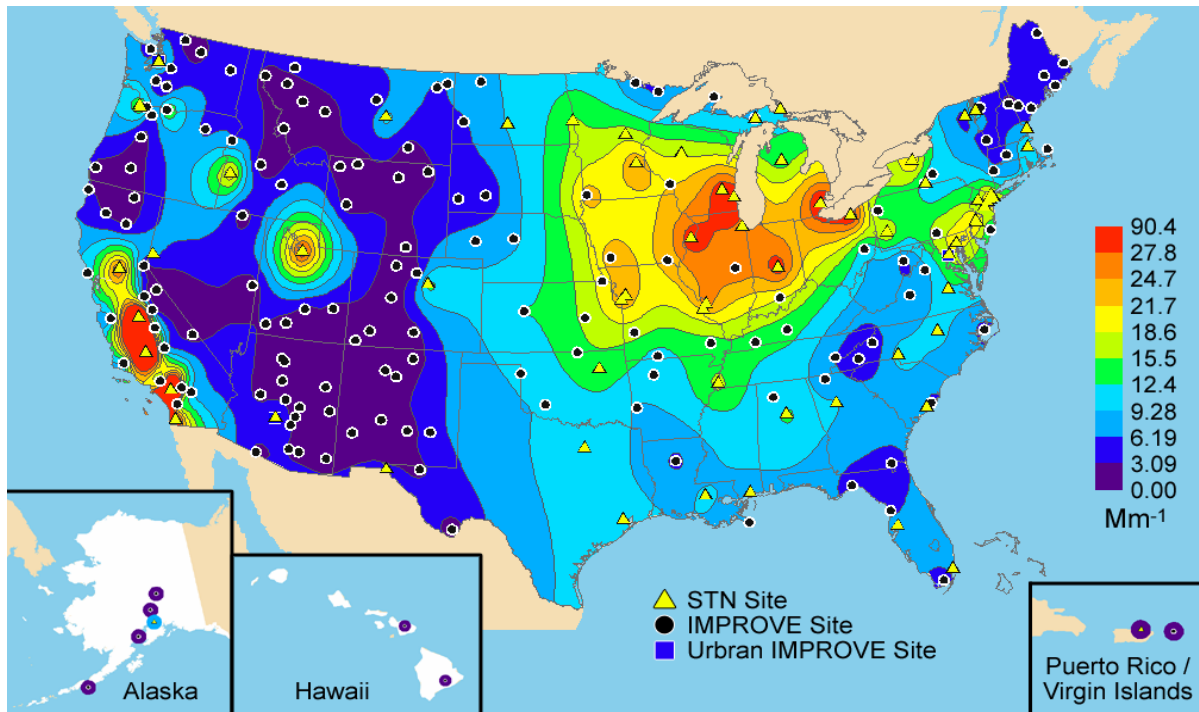 90.4
27.8
24.7
21.7
18.6
15.5
12.4
9.28
6.19
3.09
0.00
Mm-1
STN Site
IMPROVE Site
Urbran IMPROVE Site
Alaska
Hawaii
Puerto Rico /
Virgin Islands